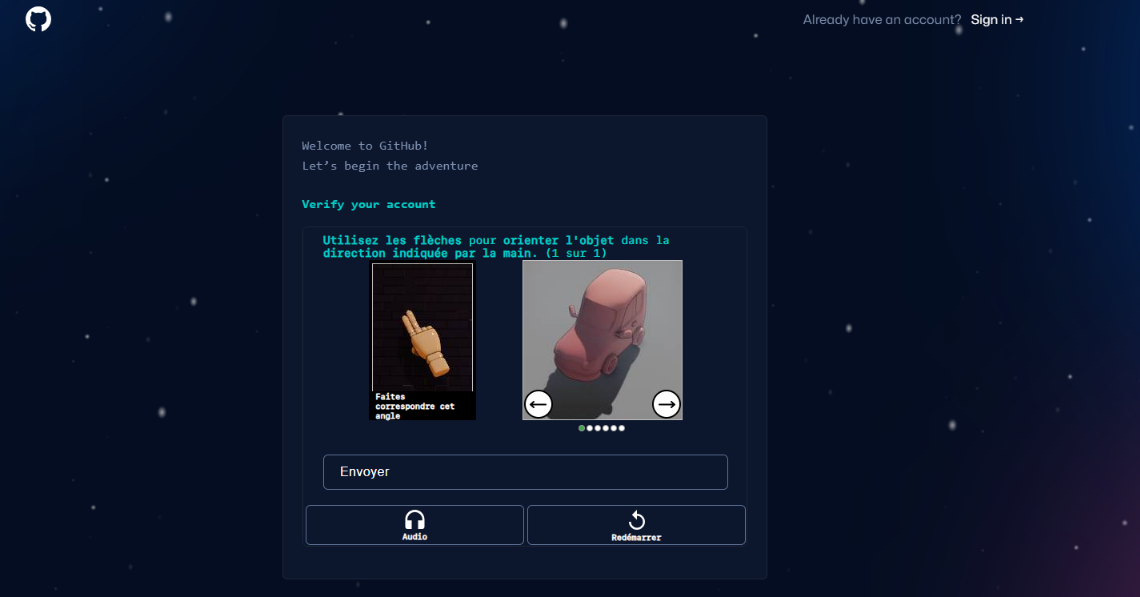 Already have an account? Sign in →
Welcome to GitHub!
Let’s begin the adventure
Verify your account
Utilisez les flèches pour orienter l'objet dans la
direction indiquée par la main. (1 sur 1)
Faites
correspondre cet
angle
Envoyer
Audio
Redémarrer